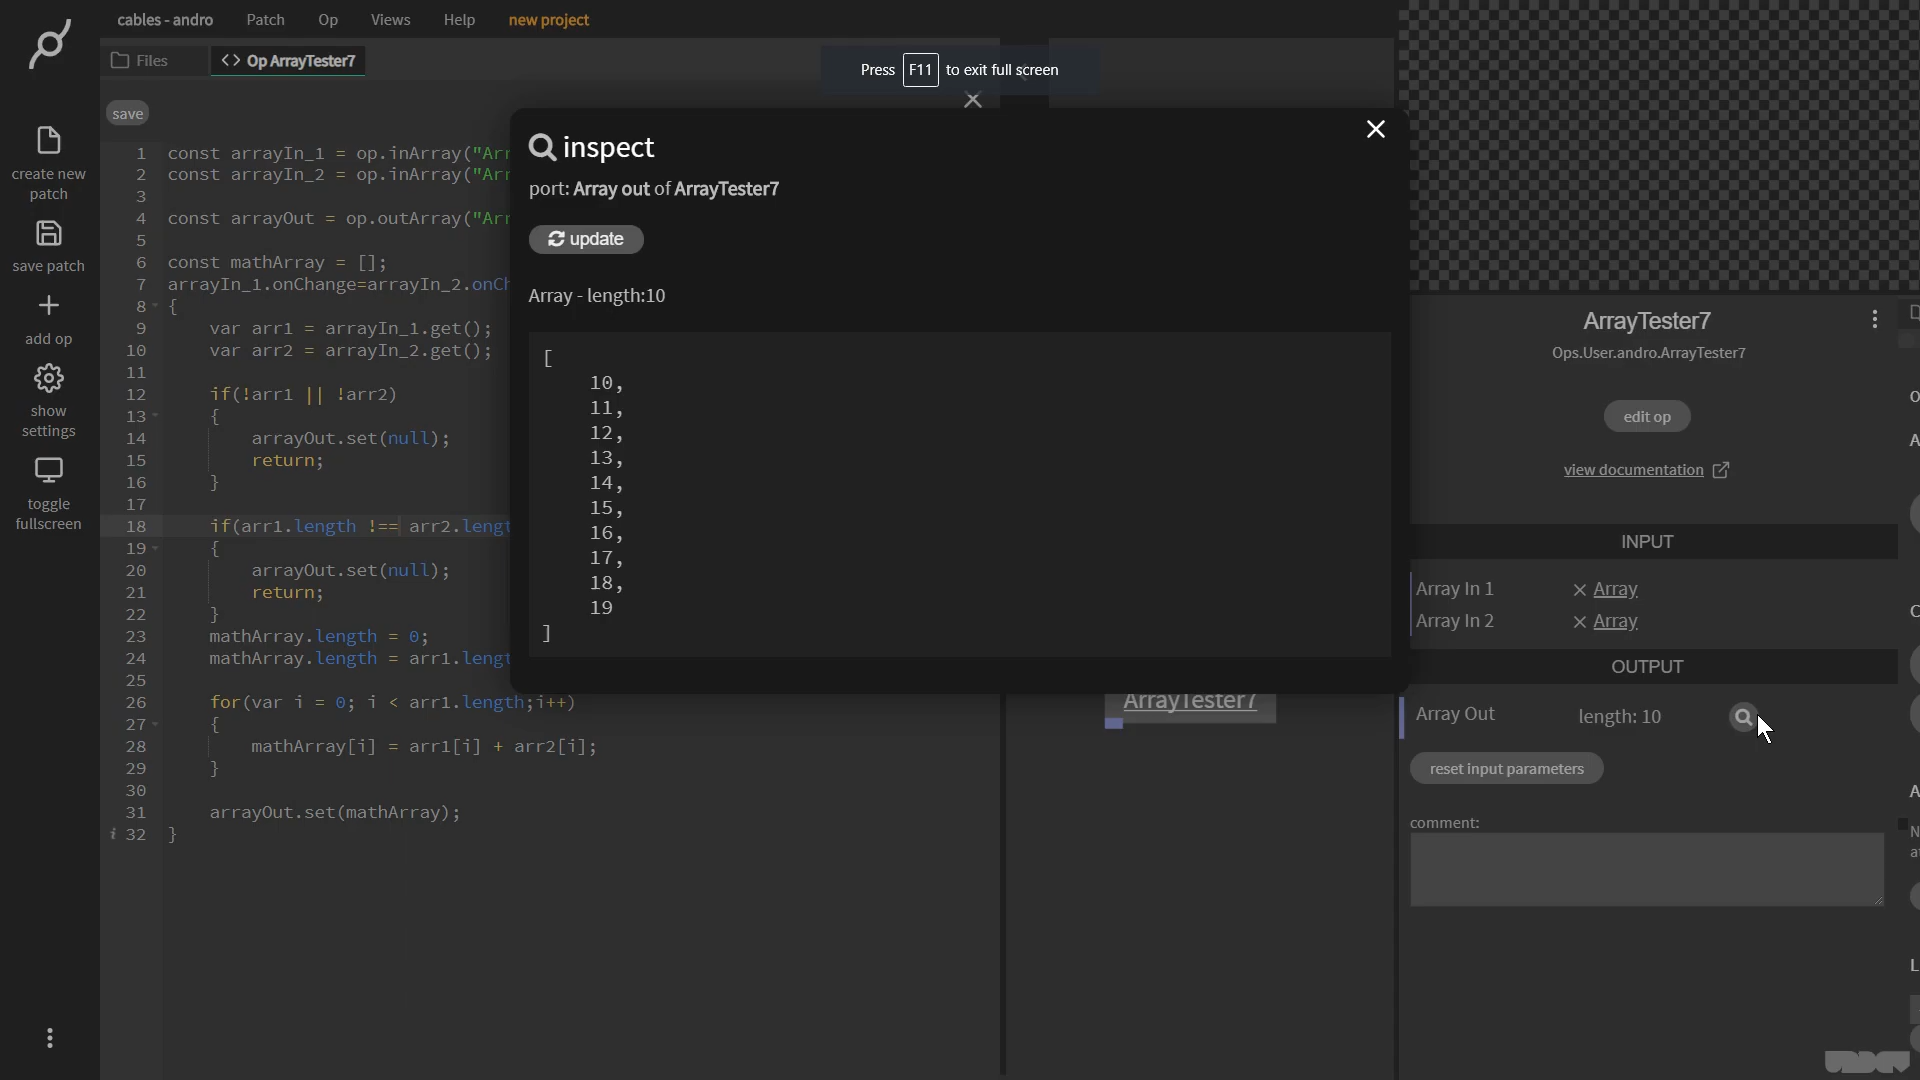 cables - andro
Patch
Op
Views
Help
new project
Files
<> Op ArrayTester7
Press F11 to exit full screen
save
create new
patch
save patch
add op
show
settings
toggle
fullscreen
1 const arrayIn_1 = op.inArray("Arr
2 const arrayIn_2 = op.inArray("Arr
3
4 const arrayOut = op.outArray("Arr
5
6 const mathArray = [];
7 arrayIn_1.onChange=arrayIn_2.onCh
8 {
9 var arr1 = arrayIn_1.get();
10 var arr2 = arrayIn_2.get();
11
12 if(!arr1 || !arr2)
13 {
14 arrayOut.set(null);
15 return;
16 }
17
18 if(arr1.length !== arr2.lengt
19 {
20 arrayOut.set(null);
21 return;
22 }
23 mathArray.length = 0;
24 mathArray.length = arr1.lengt
25
26 for(var i = 0; i < arr1.length;i++)
27 {
28 mathArray[i] = arr1[i] + arr2[i];
29 }
30
31 arrayOut.set(mathArray);
i 32 }
inspect
port: Array out of ArrayTester7
update
Array - length:10
[
10,
11,
12,
13,
14,
15,
16,
17,
18,
19
]
ArrayTester7
ArrayTester7
Ops.User.andro.ArrayTester7
edit op
view documentation
INPUT
Array In 1 × Array
Array In 2 × Array
OUTPUT
Array Out length: 10
reset input parameters
comment: